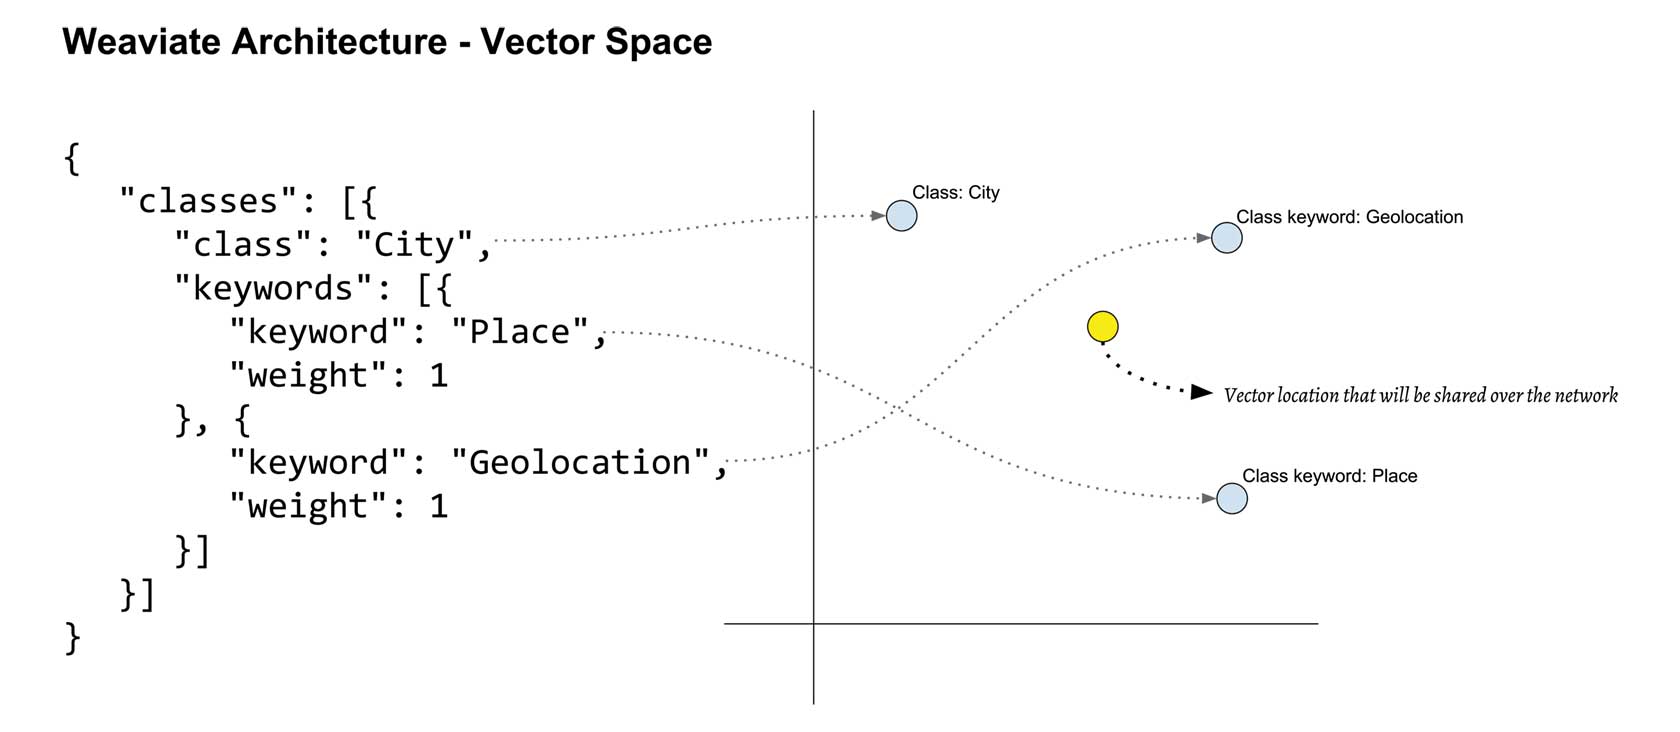 Weaviate Architecture - Vector Space
{
"classes": [{
"class": "City",
"keywords": [{
"keyword": "Place",
"weight": 1
}, {
"keyword": "Geolocation",
"weight": 1
}]
}]
}
Class: City
Class keyword: Geolocation
Vector location that will be shared over the network
Class keyword: Place